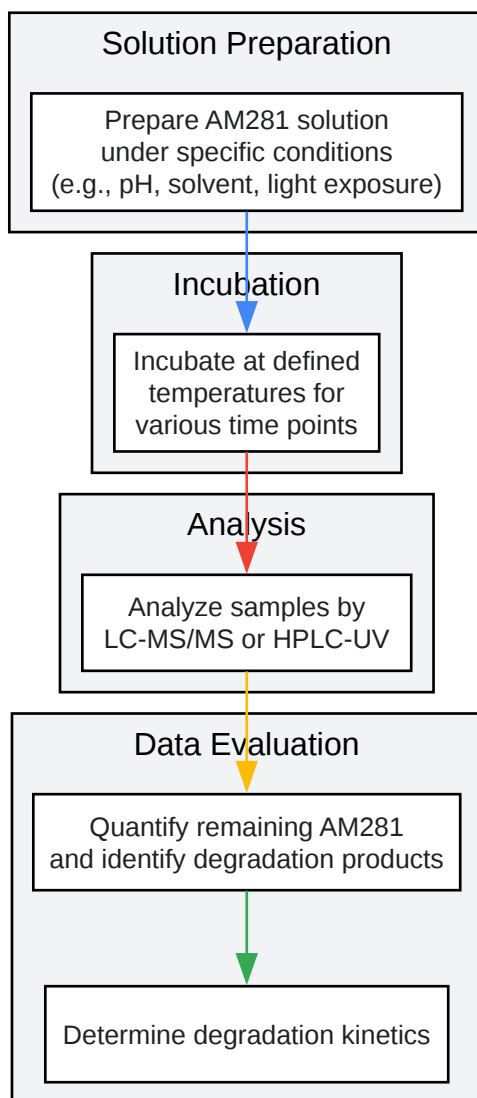 Solution Preparation
Prepare AM281 solution
under specific conditions
(e.g., pH, solvent, light exposure)
Incubation
Incubate at defined
temperatures for
various time points
Analysis
Analyze samples by
LC-MS/MS or HPLC-UV
Data Evaluation
Quantify remaining AM281
and identify degradation products
Determine degradation kinetics